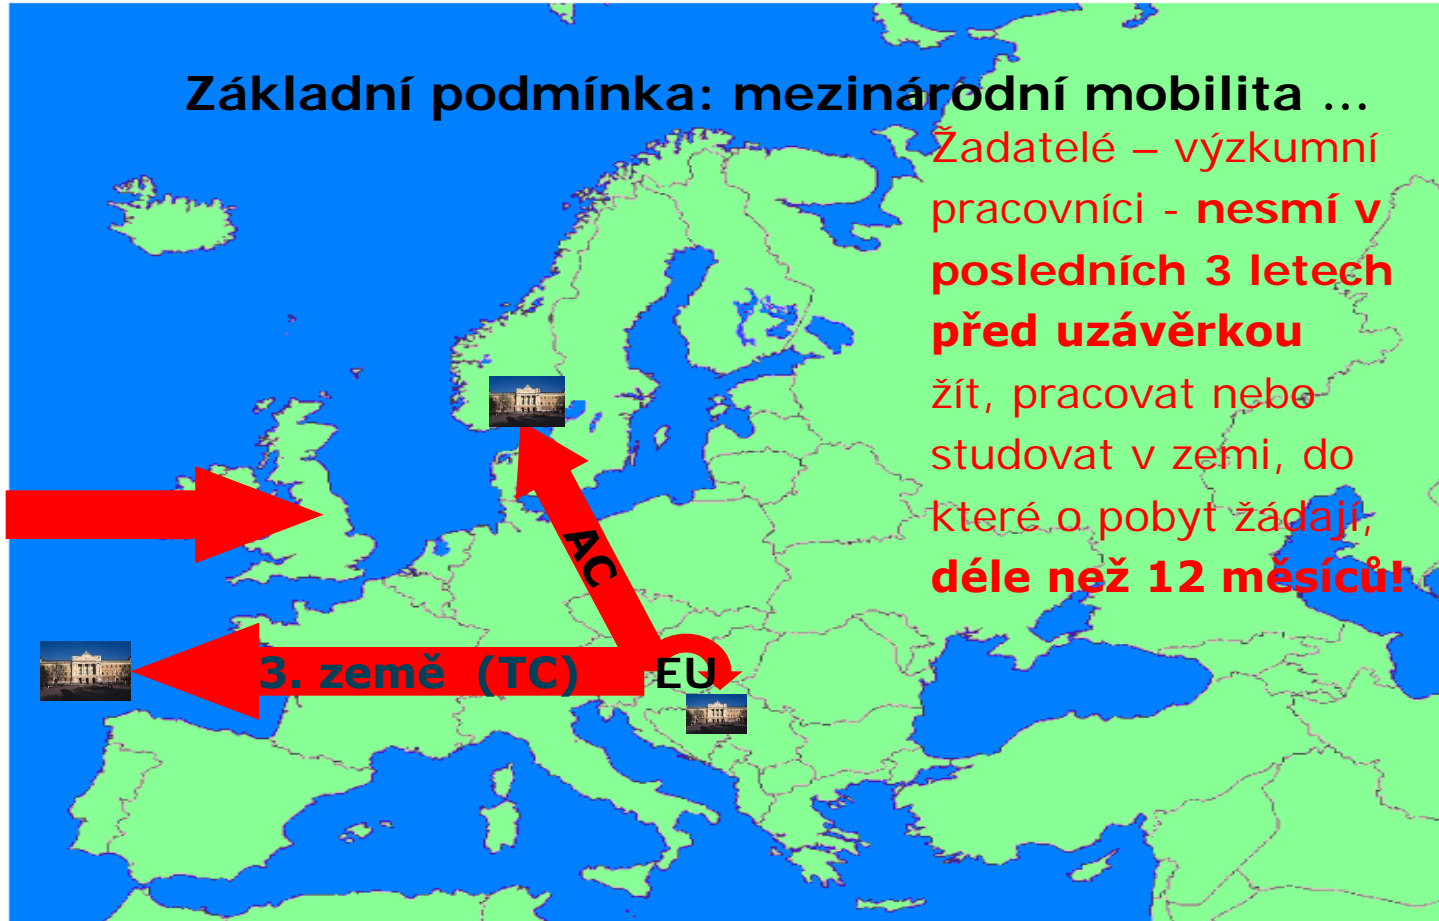 Základní podmínka: mezinárodní mobilita ...
Žadatelé – výzkumní
pracovníci - nesmí v
posledních 3 letech
před uzávěrkou
žít, pracovat nebo
studovat v zemi, do
které o pobyt žádají,
déle než 12 měsíců!
AC
3. země (TC)
EU